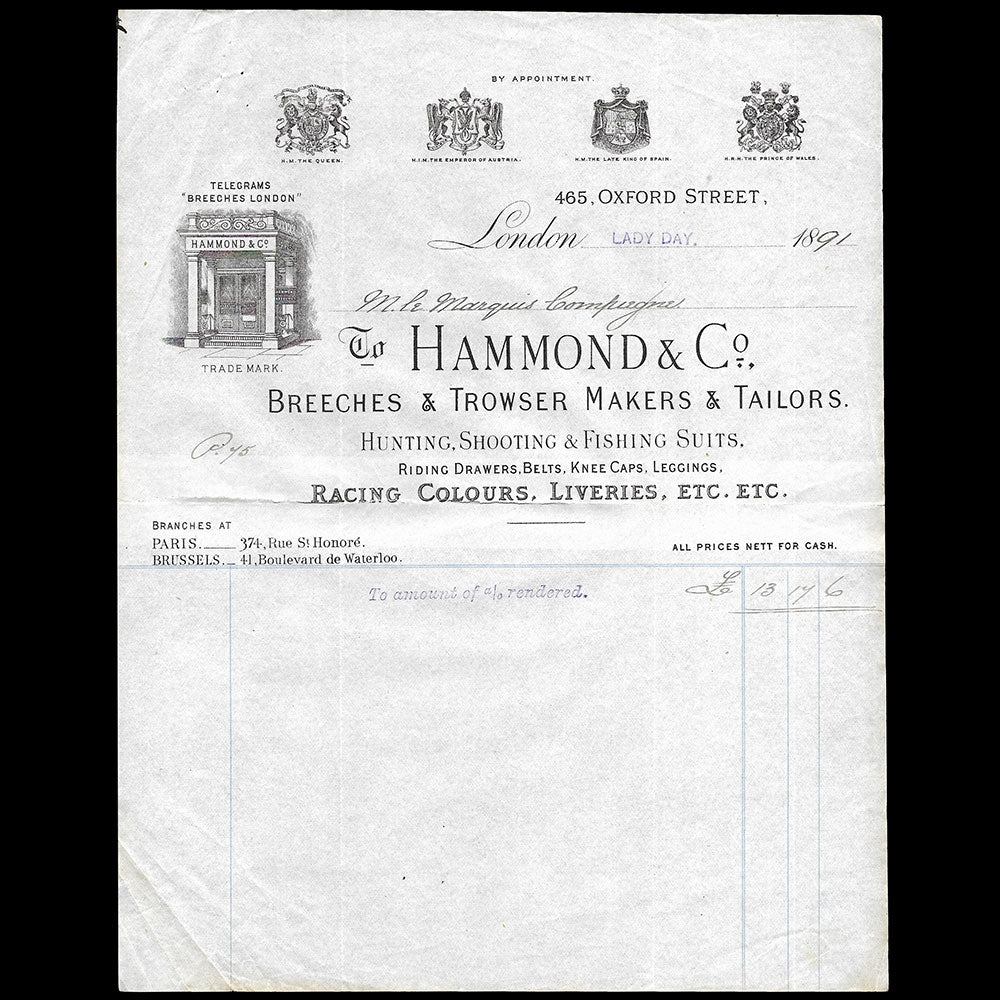 BY APPOINTMENT.
H.M. THE QUEEN. H.I.M. THE EMPEROR OF AUSTRIA. H.M. THE LATE KING OF SPAIN. H.R.H. THE PRINCE OF WALES.
TELEGRAMS
"BREECHES LONDON"
HAMMOND & Co
TRADE MARK.
465, OXFORD STREET,
London LADY DAY. 1891
M. le Marquis Compiegne
To HAMMOND & Co.,
BREECHES & TROWSER MAKERS & TAILORS.
HUNTING, SHOOTING & FISHING SUITS.
RIDING DRAWERS, BELTS, KNEE CAPS, LEGGINGS,
RACING COLOURS, LIVERIES, ETC. ETC.
BRANCHES AT
PARIS. 374, Rue St Honoré.
BRUSSELS. 41, Boulevard de Waterloo.
ALL PRICES NETT FOR CASH.
To amount of a/c rendered. £ 13 17 6